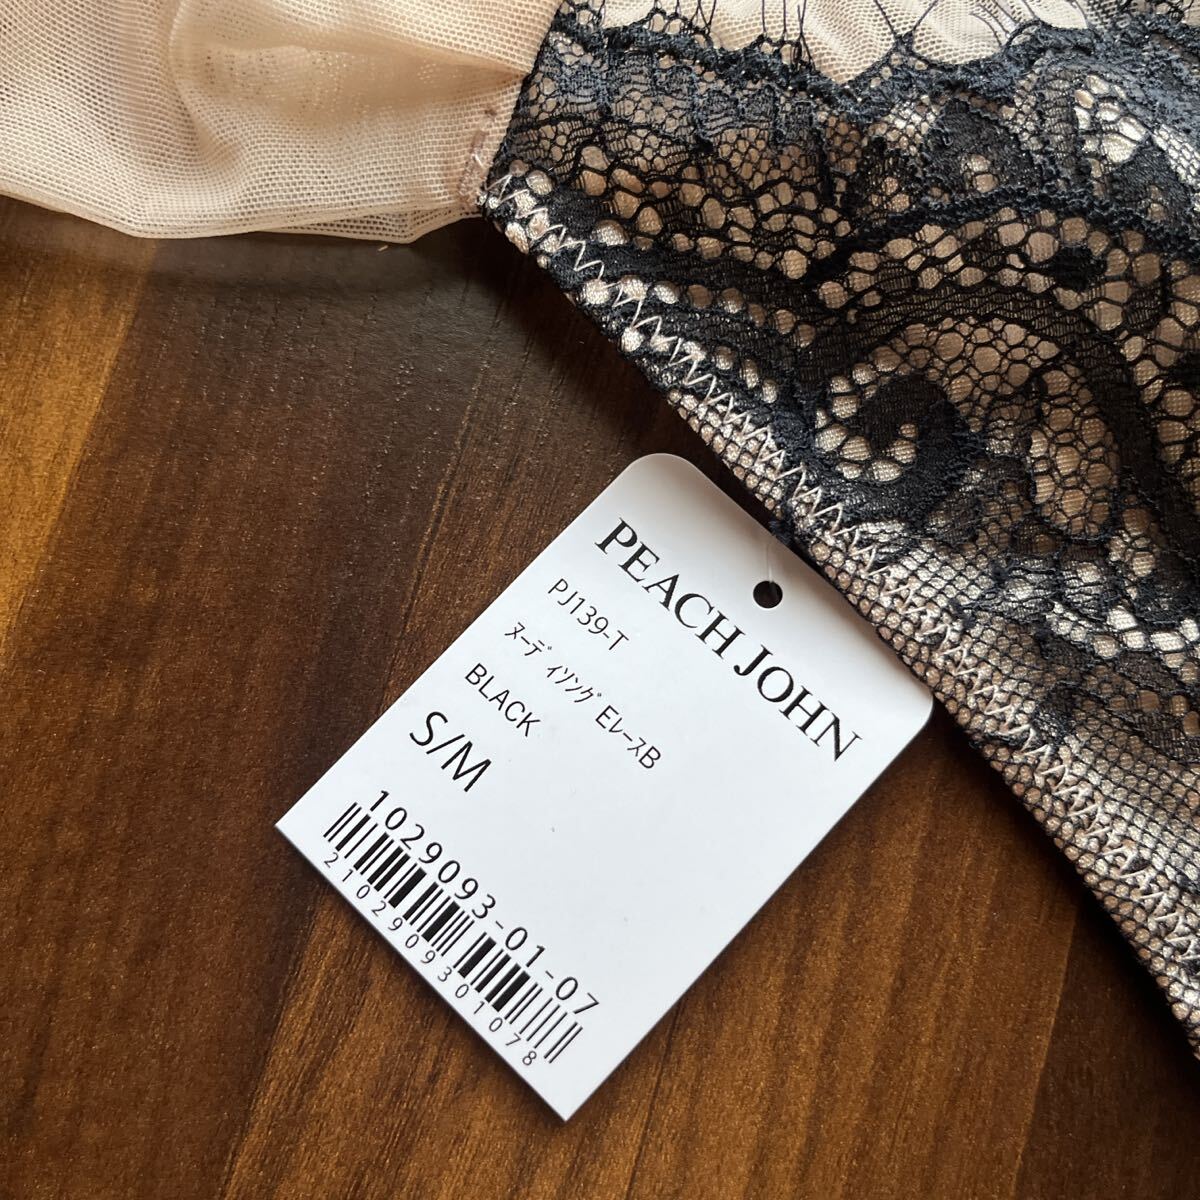 PEACH JOHN
PJ139-T
ﾇｰﾃﾞｨｿﾝｸﾞ EﾚｰｽB
BLACK
S/M
1029093-01-07
2102909301078